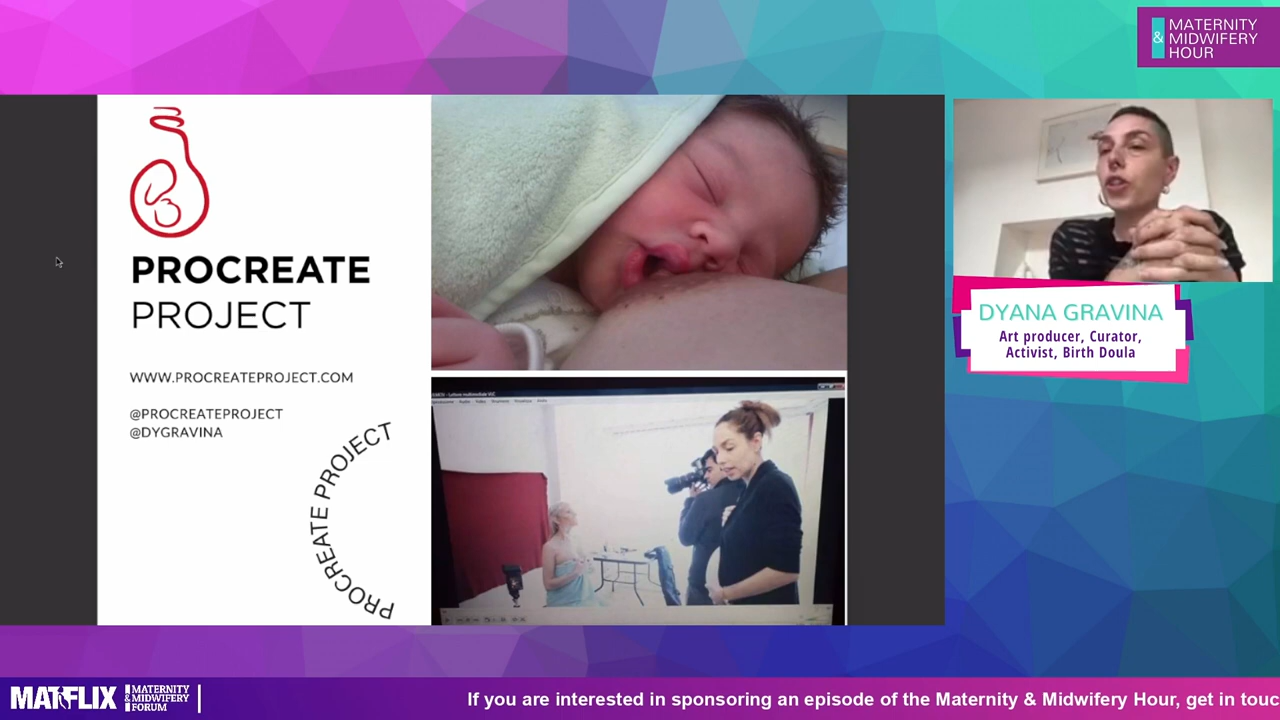 & MATERNITY
MIDWIFERY
HOUR
PROCREATE
PROJECT
WWW.PROCREATEPROJECT.COM
@PROCREATEPROJECT
@DYGRAVINA
PROCREATE PROJECT
DYANA GRAVINA
Art producer, Curator,
Activist, Birth Doula
MATFLIX
MATERNITY
&MIDWIFERY
FORUM
If you are interested in sponsoring an episode of the Maternity & Midwifery Hour, get in touc